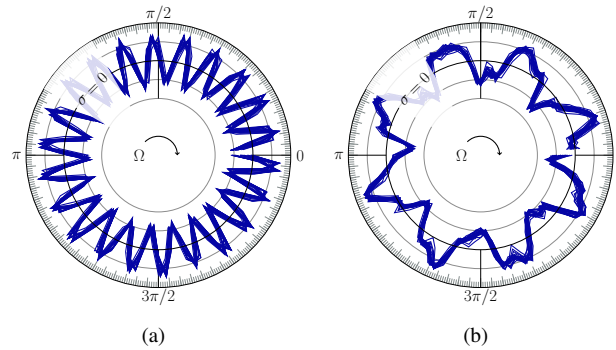 π/2 π/2
π Ω 0 π Ω
σ = 0 σ = 0
3π/2 3π/2
(a) (b)